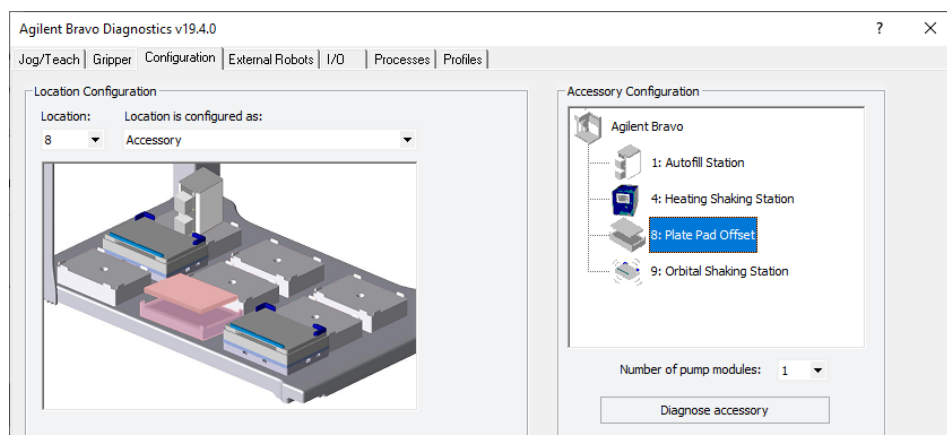 Agilent Bravo Diagnostics v19.4.0 ?
Jog/Teach Gripper Configuration External Robots I/O Processes Profiles
Location Configuration
Location: Location is configured as:
8 Accessory
Accessory Configuration
Agilent Bravo
1: Autofill Station
4: Heating Shaking Station
8: Plate Pad Offset
9: Orbital Shaking Station
Number of pump modules: 1
Diagnose accessory